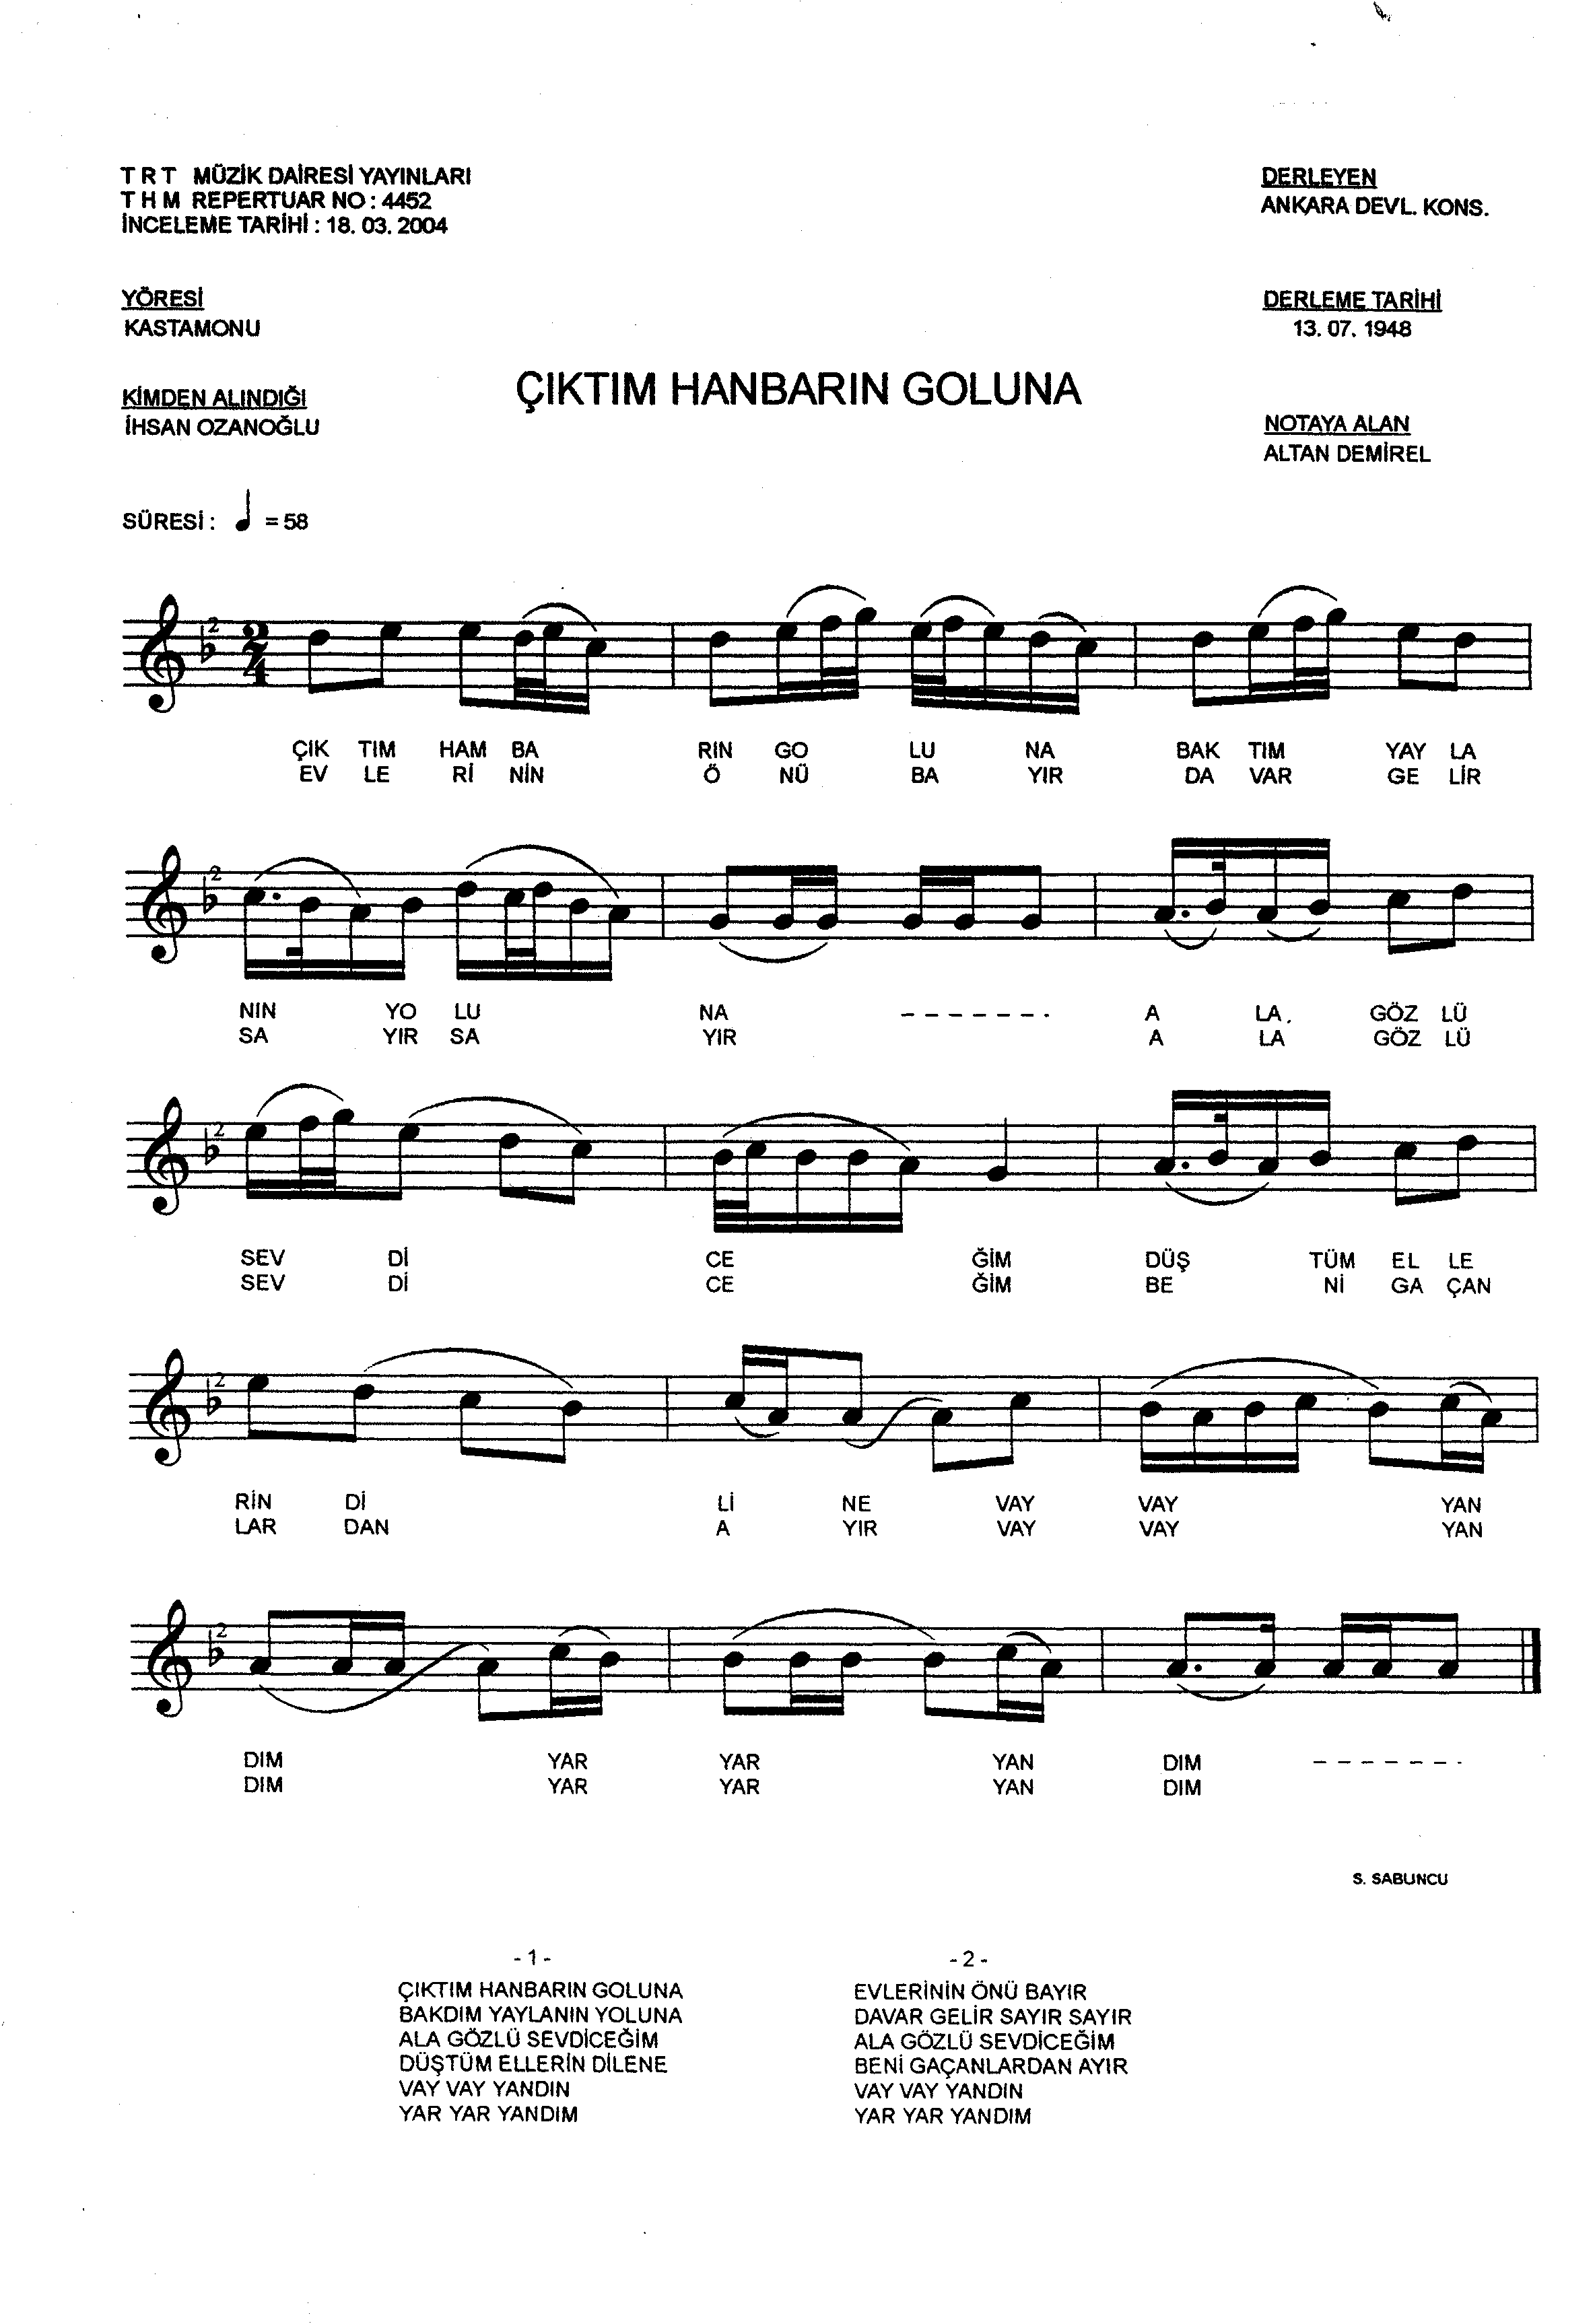 T R T MÜZİK DAİRESİ YAYINLARI
T H M REPERTUAR NO : 4452
İNCELEME TARİHİ : 18. 03. 2004
DERLEYEN
ANKARA DEVL. KONS.
YÖRESİ
KASTAMONU
DERLEME TARİHİ
13. 07. 1948
ÇIKTIM HANBARIN GOLUNA
KİMDEN ALINDIĞI
İHSAN OZANOĞLU
NOTAYA ALAN
ALTAN DEMİREL
SÜRESİ : = 58
ÇIK TIM HAM BA RIN GO LU NA BAK TIM YAY LA
EV LE Rİ NİN Ö NÜ BA YIR DA VAR GE LİR
NIN YO LU NA - - - - - - - A LA . GÖZ LÜ
SA YIR SA YIR A LA GÖZ LÜ
SEV Dİ CE ĞİM DÜŞ TÜM EL LE
SEV Dİ CE ĞİM BE Nİ GA ÇAN
RİN Dİ Lİ NE VAY VAY YAN
LAR DAN A YIR VAY VAY YAN
DIM YAR YAR YAN DIM - - - - - - -
DIM YAR YAR YAN DIM
S. SABUNCU
- 1 -
ÇIKTIM HANBARIN GOLUNA
BAKDIM YAYLANIN YOLUNA
ALA GÖZLÜ SEVDİCEĞİM
DÜŞTÜM ELLERİN DİLENE
VAY VAY YANDIN
YAR YAR YANDIM
- 2 -
EVLERİNİN ÖNÜ BAYIR
DAVAR GELİR SAYIR SAYIR
ALA GÖZLÜ SEVDİCEĞİM
BENİ GAÇANLARDAN AYIR
VAY VAY YANDIN
YAR YAR YANDIM